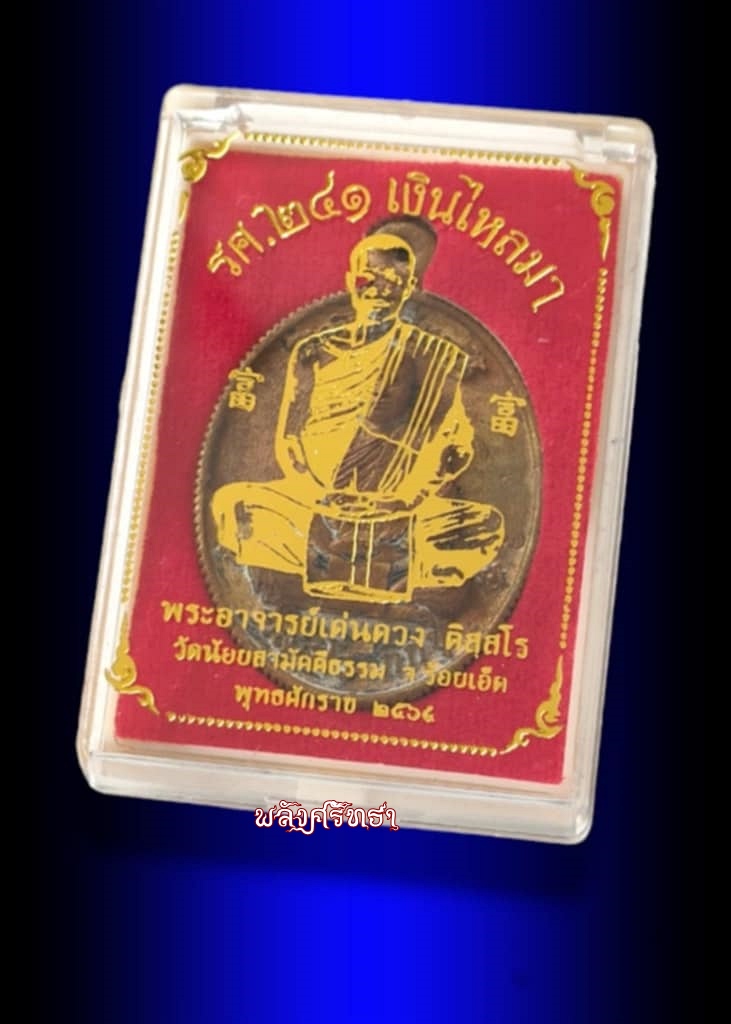 รศ.๒๔๑ เงินไหลมา
富 富
พระอาจารย์เด่นดวง ติสฺสโร
วัดนัยยสามัคคีธรรม จ.ร้อยเอ็ด
พุทธศักราช ๒๕๖๕
พลังศรัทธา